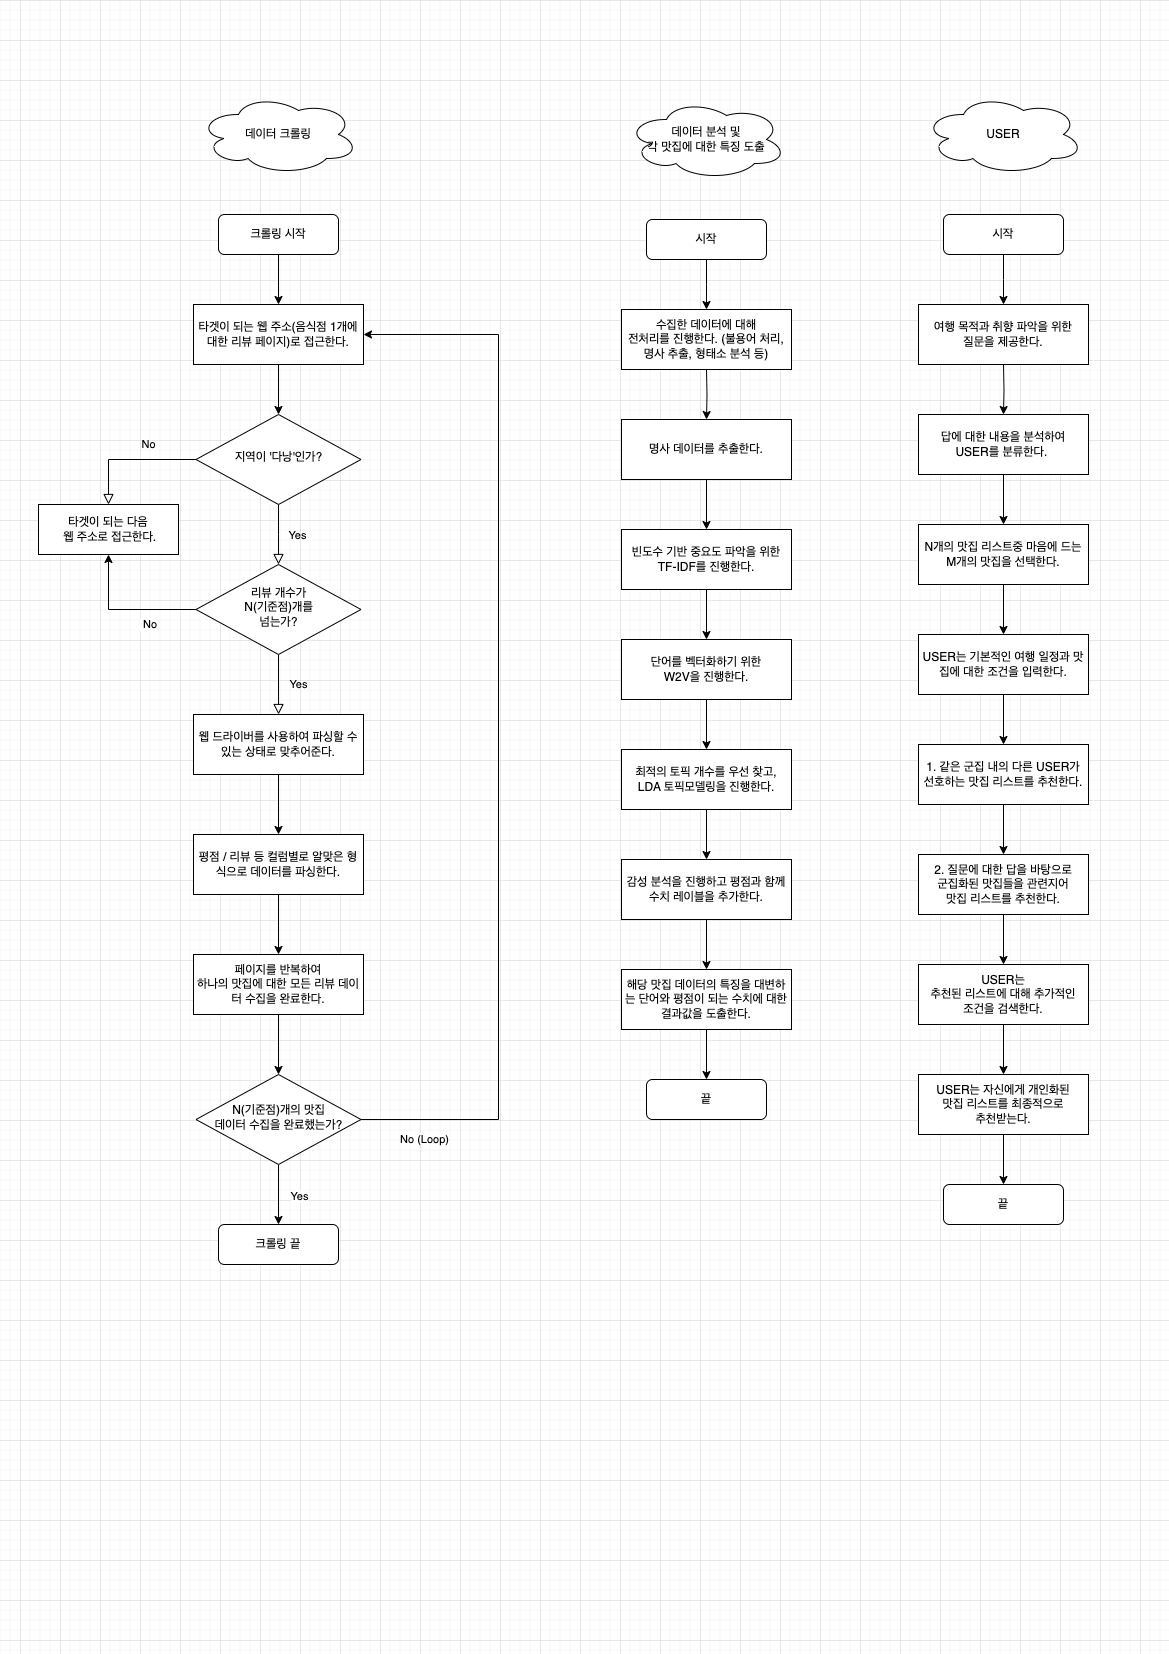 데이터 크롤링
크롤링 시작
타겟이 되는 웹 주소(음식점 1개에
대한 리뷰 페이지)로 접근한다.
지역이 '다낭'인가?
No
Yes
타겟이 되는 다음
웹 주소로 접근한다.
리뷰 개수가
N(기준점)개를
넘는가?
No
Yes
웹 드라이버를 사용하여 파싱할 수
있는 상태로 맞추어준다.
평점 / 리뷰 등 컬럼별로 알맞은 형
식으로 데이터를 파싱한다.
페이지를 반복하여
하나의 맛집에 대한 모든 리뷰 데이
터 수집을 완료한다.
N(기준점)개의 맛집
데이터 수집을 완료했는가?
No (Loop)
Yes
크롤링 끝
데이터 분석 및
각 맛집에 대한 특징 도출
시작
수집한 데이터에 대해
전처리를 진행한다. (불용어 처리,
명사 추출, 형태소 분석 등)
명사 데이터를 추출한다.
빈도수 기반 중요도 파악을 위한
TF-IDF를 진행한다.
단어를 벡터화하기 위한
W2V을 진행한다.
최적의 토픽 개수를 우선 찾고,
LDA 토픽모델링을 진행한다.
감성 분석을 진행하고 평점과 함께
수치 레이블을 추가한다.
해당 맛집 데이터의 특징을 대변하
는 단어와 평점이 되는 수치에 대한
결과값을 도출한다.
끝
USER
시작
여행 목적과 취향 파악을 위한
질문을 제공한다.
답에 대한 내용을 분석하여
USER를 분류한다.
N개의 맛집 리스트중 마음에 드는
M개의 맛집을 선택한다.
USER는 기본적인 여행 일정과 맛
집에 대한 조건을 입력한다.
1. 같은 군집 내의 다른 USER가
선호하는 맛집 리스트를 추천한다.
2. 질문에 대한 답을 바탕으로
군집화된 맛집들을 관련지어
맛집 리스트를 추천한다.
USER는
추천된 리스트에 대해 추가적인
조건을 검색한다.
USER는 자신에게 개인화된
맛집 리스트를 최종적으로
추천받는다.
끝